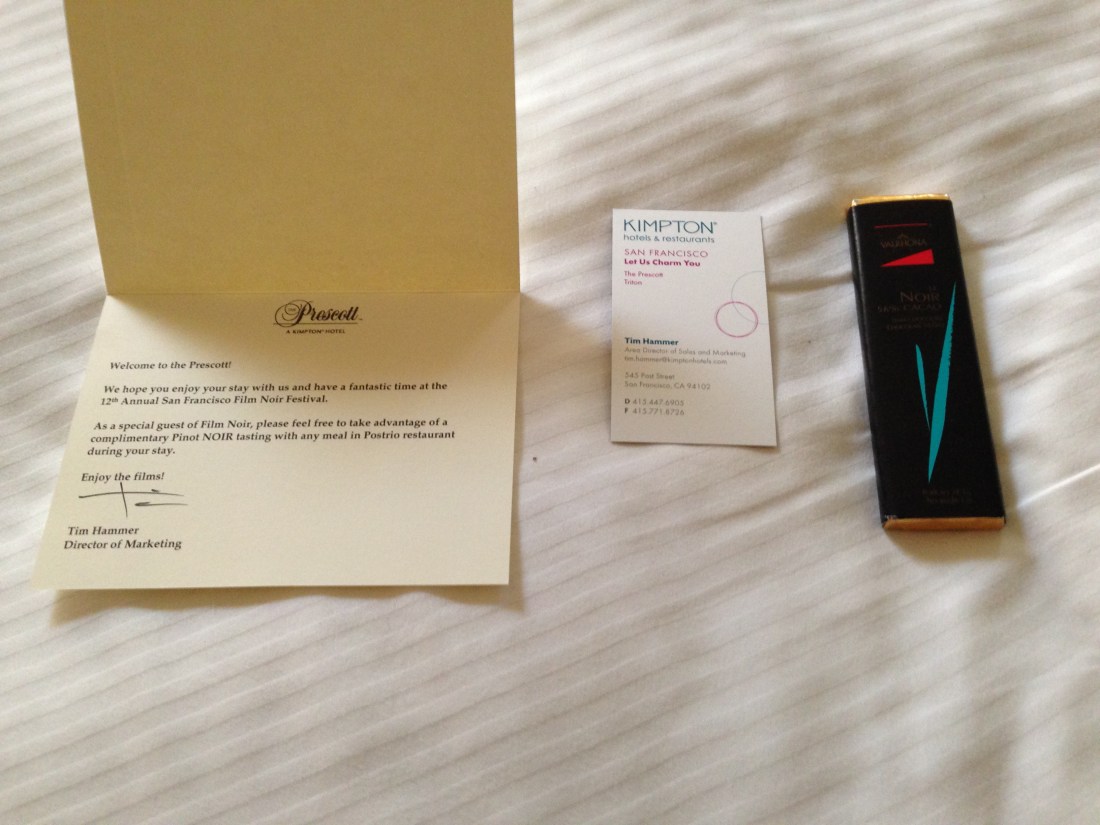 Prescott
A KIMPTON® HOTEL
Welcome to the Prescott!
We hope you enjoy your stay with us and have a fantastic time at the
12th Annual San Francisco Film Noir Festival.
As a special guest of Film Noir, please feel free to take advantage of a
complimentary Pinot NOIR tasting with any meal in Postrio restaurant
during your stay.
Enjoy the films!
Tim Hammer
Director of Marketing
KIMPTON®
hotels & restaurants
SAN FRANCISCO
Let Us Charm You
The Prescott
Triton
Tim Hammer
Area Director of Sales and Marketing
tim.hammer@kimptonhotels.com
545 Post Street
San Francisco, CA 94102
D 415.447.6905
F 415.771.8726
VALRHONA
NOIR
CACAO